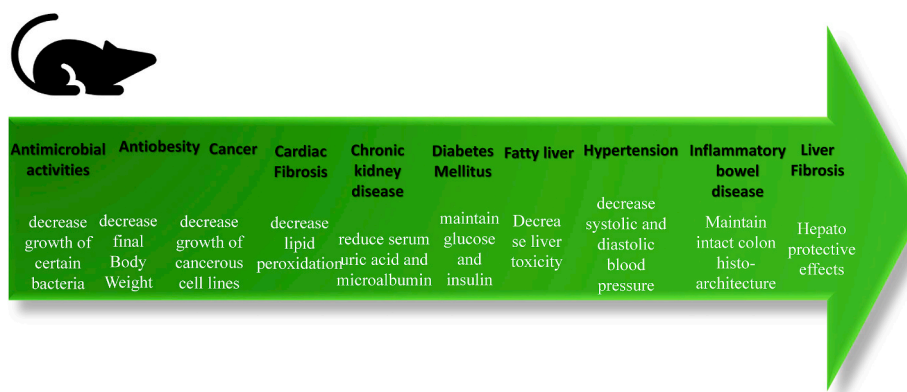 Antimicrobial
activities
Antiobesity
Cancer
Cardiac
Fibrosis
Chronic
kidney
disease
Diabetes
Mellitus
Fatty liver
Hypertension
Inflammatory
bowel
disease
Liver
Fibrosis
decrease
growth of
certain
bacteria
decrease
final
Body
Weight
decrease
growth of
cancerous
cell lines
decrease
lipid
peroxidation
reduce serum
uric acid and
microalbumin
maintain
glucose
and
insulin
Decrea
se liver
toxicity
decrease
systolic and
diastolic
blood
pressure
Maintain
intact colon
histo-
architecture
Hepato
protective
effects